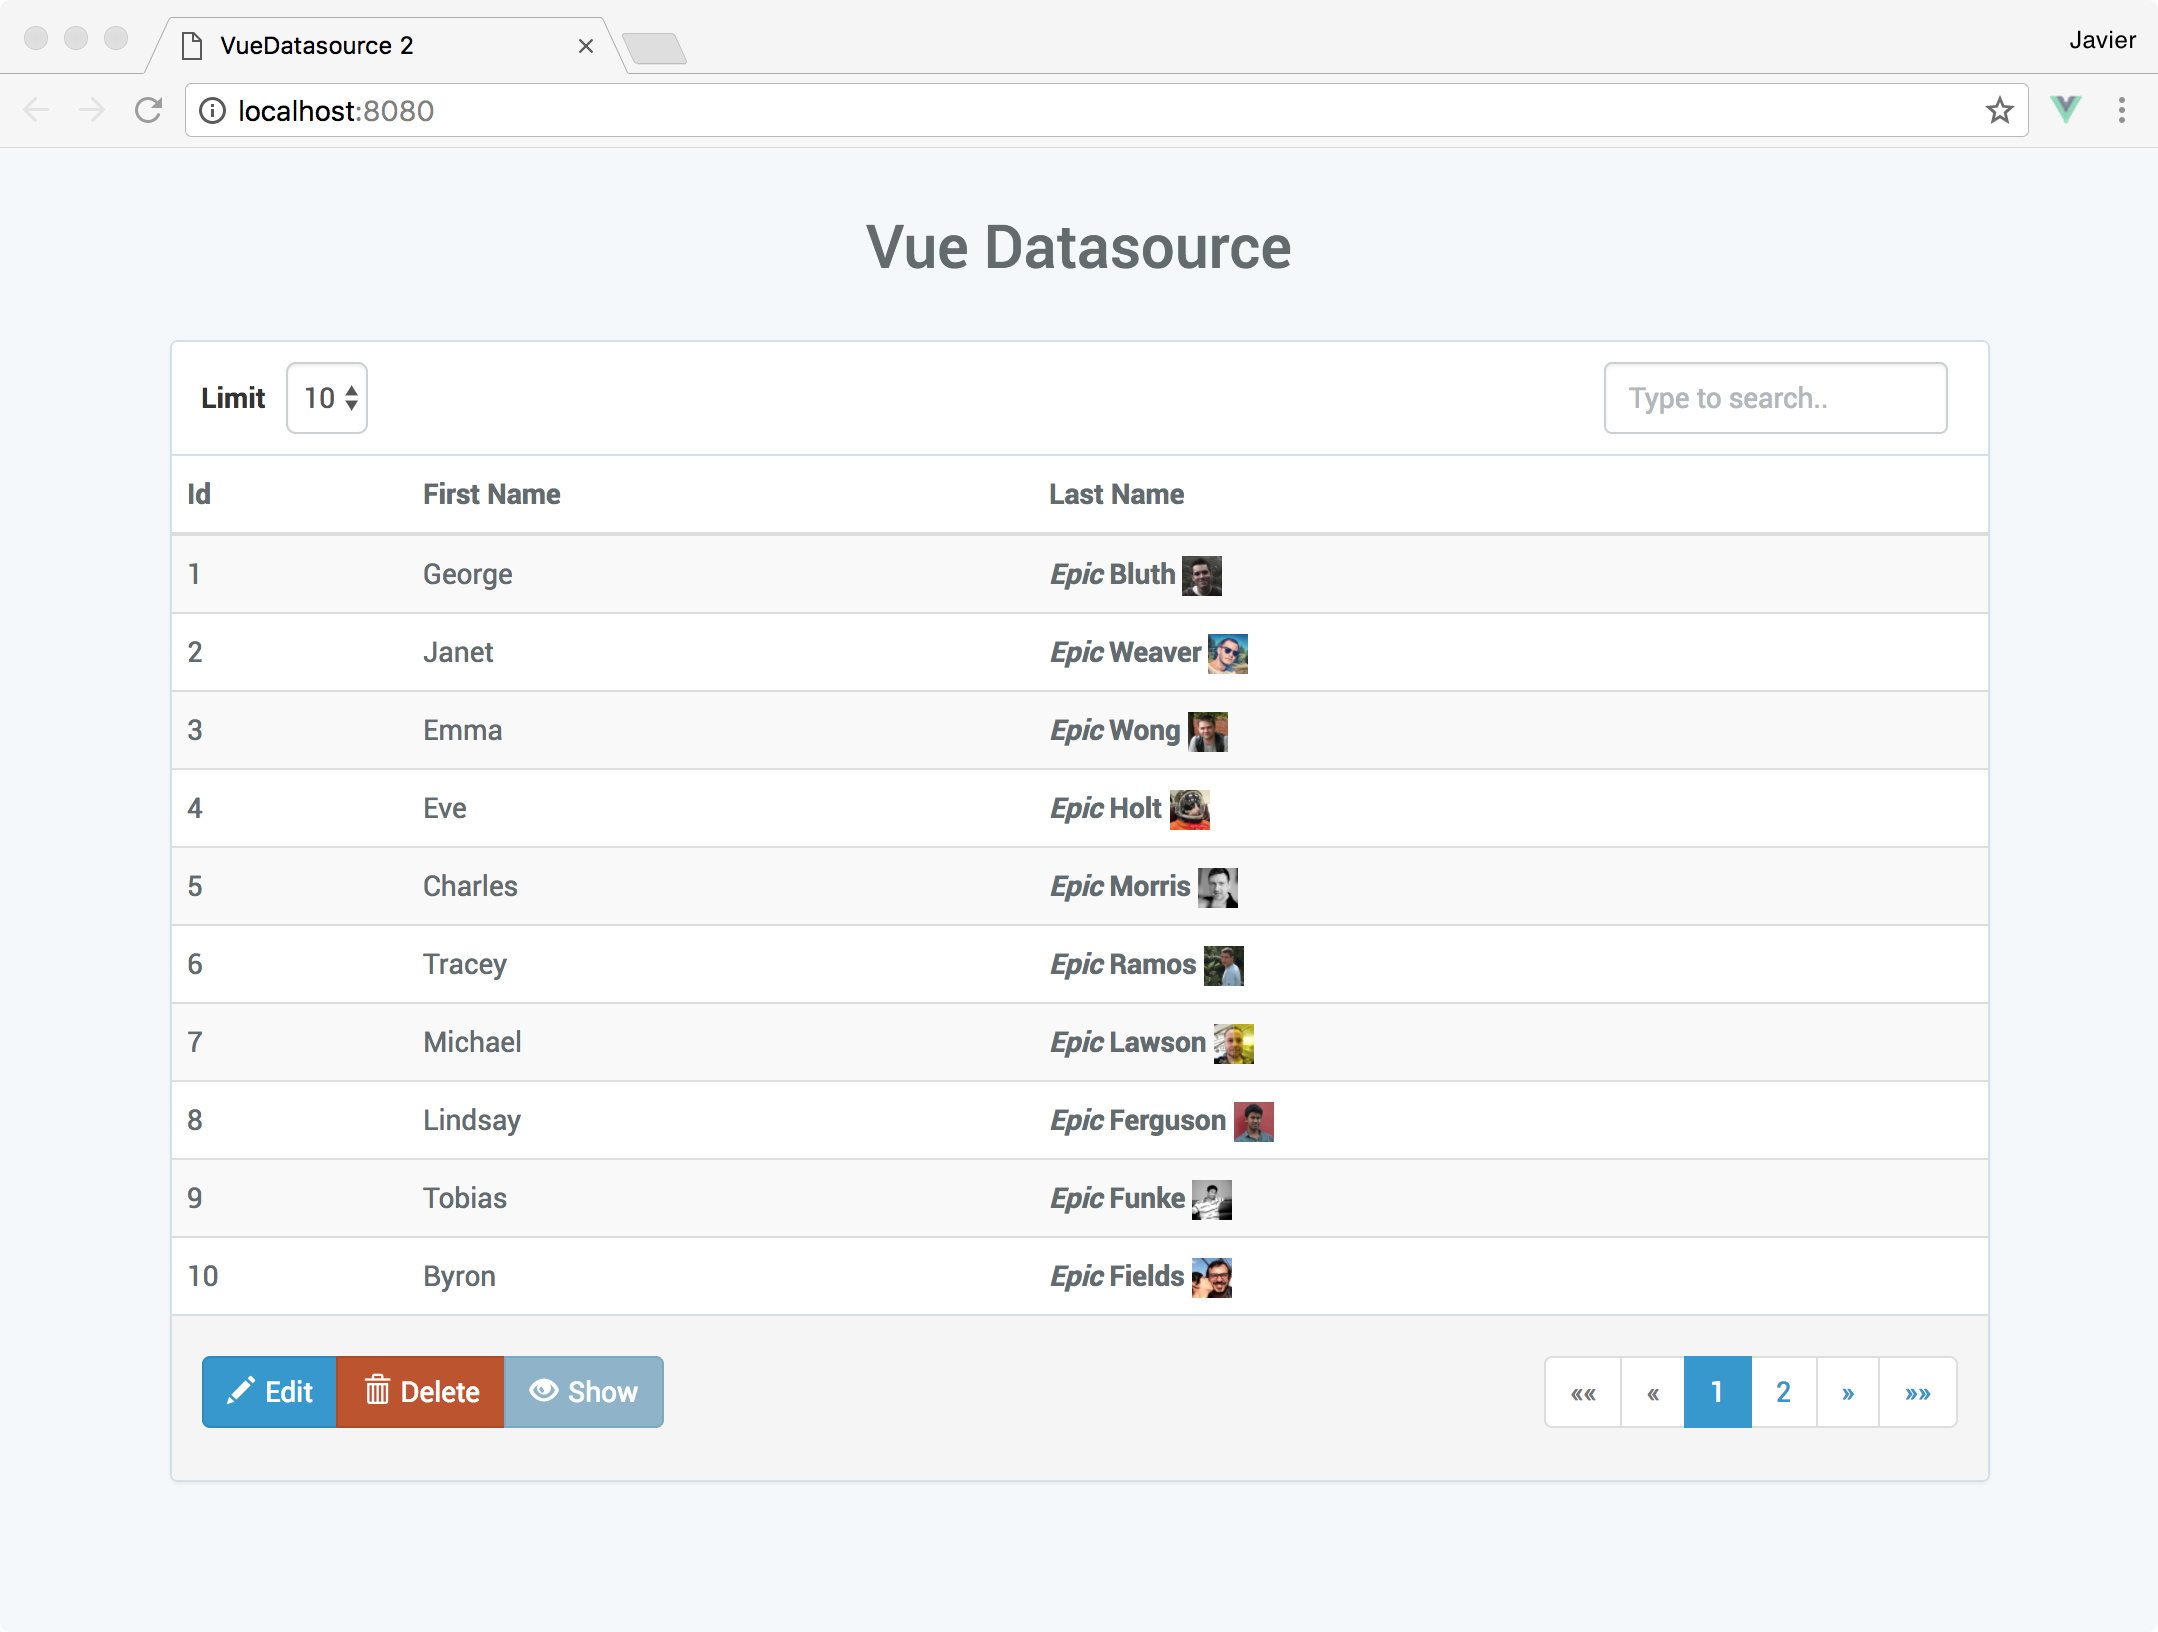 VueDatasource 2
Javier
localhost:8080
Vue Datasource
Limit 10 Type to search..
Id First Name Last Name
1 George Epic Bluth
2 Janet Epic Weaver
3 Emma Epic Wong
4 Eve Epic Holt
5 Charles Epic Morris
6 Tracey Epic Ramos
7 Michael Epic Lawson
8 Lindsay Epic Ferguson
9 Tobias Epic Funke
10 Byron Epic Fields
Edit Delete Show «« « 1 2 » »»